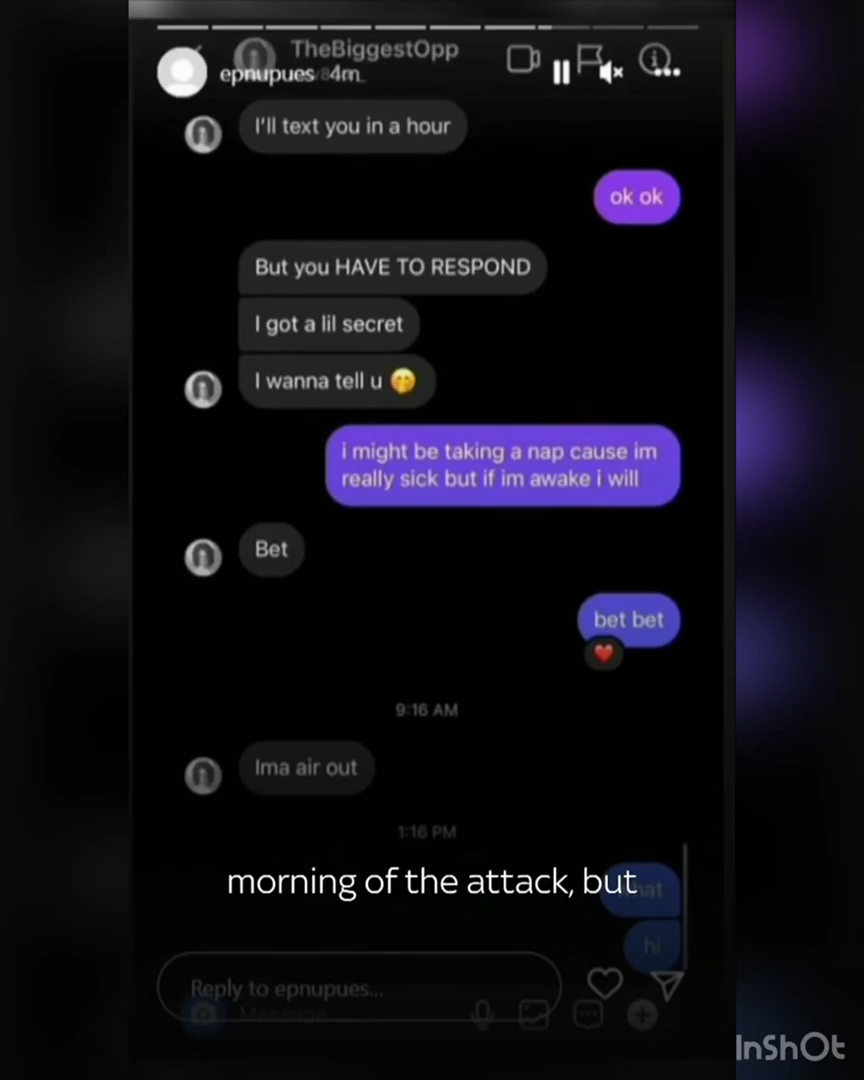 TheBiggestOpp
epnupues 4m
I'll text you in a hour
ok ok
But you HAVE TO RESPOND
I got a lil secret
I wanna tell u 🤭
i might be taking a nap cause im
really sick but if im awake i will
Bet
bet bet
❤️
9:16 AM
Ima air out
1:16 PM
morning of the attack, but
hi
Reply to epnupues...
Message...
InShOt